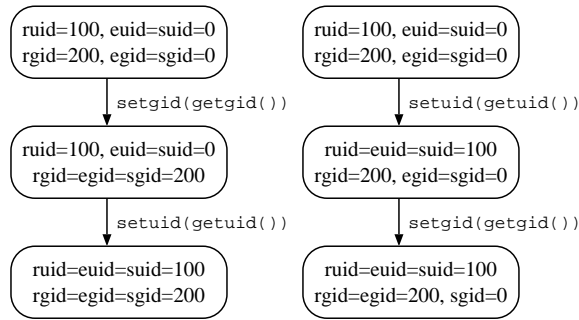 ruid=100, euid=suid=0
rgid=200, egid=sgid=0
setgid(getgid())
ruid=100, euid=suid=0
rgid=egid=sgid=200
setuid(getuid())
ruid=euid=suid=100
rgid=egid=sgid=200
ruid=100, euid=suid=0
rgid=200, egid=sgid=0
setuid(getuid())
ruid=euid=suid=100
rgid=200, egid=sgid=0
setgid(getgid())
ruid=euid=suid=100
rgid=egid=200, sgid=0